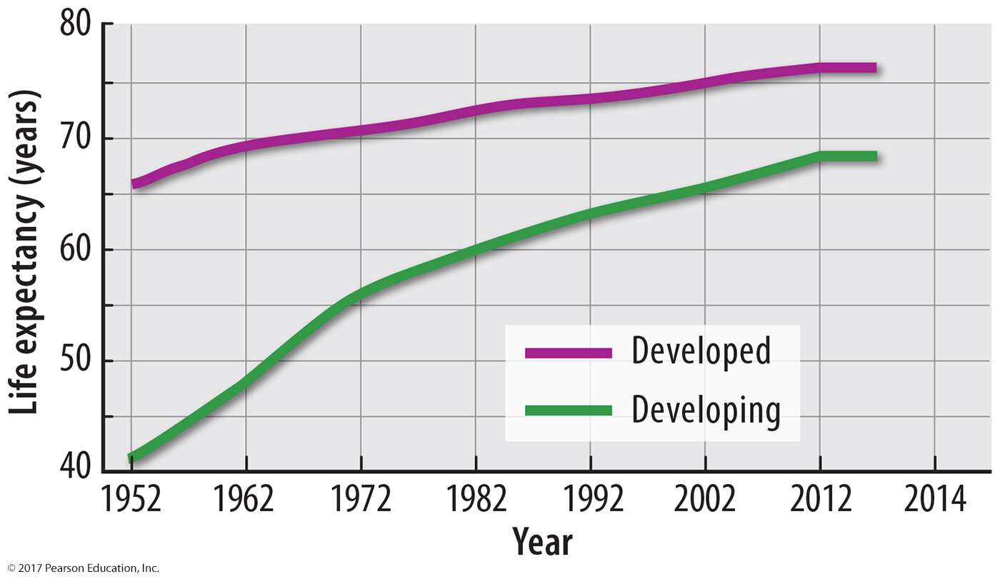 80
70
60
50
40
Life expectancy (years)
Developed
Developing
1952 1962 1972 1982 1992 2002 2012 2014
Year
© 2017 Pearson Education, Inc.